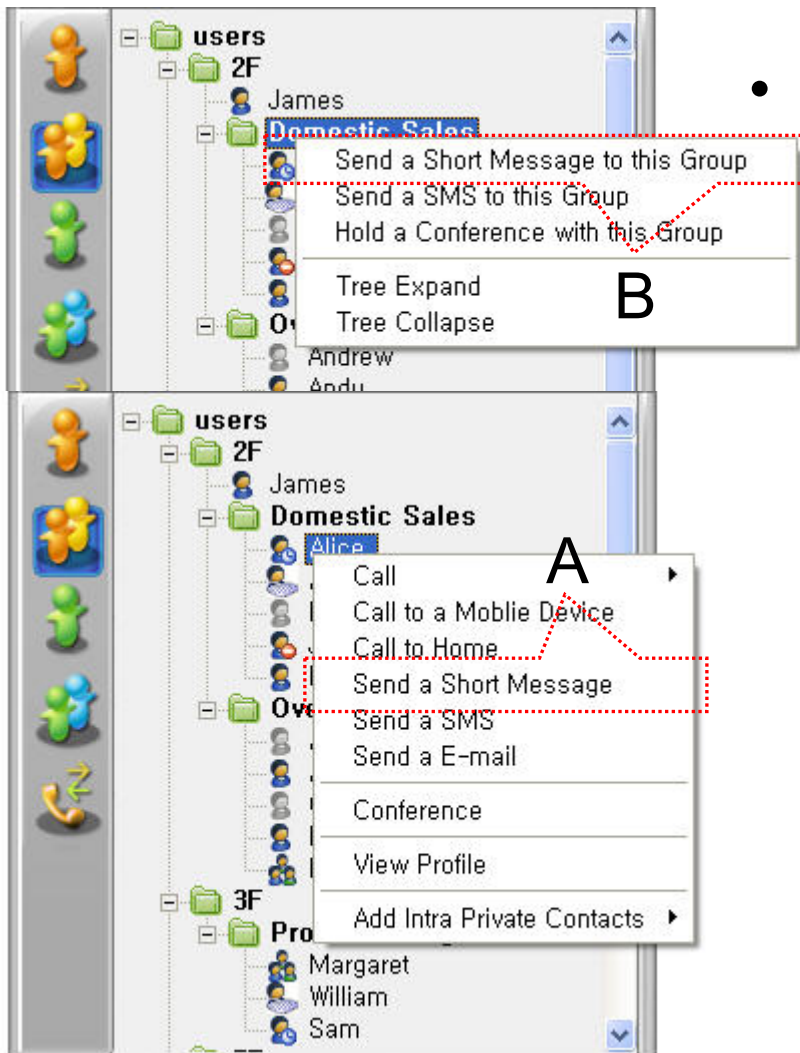 users
2F
James
Domestic Sales
Send a Short Message to this Group
Send a SMS to this Group
Hold a Conference with this Group
B
Tree Expand
Tree Collapse
Andrew
Andu
users
2F
James
Domestic Sales
Alice
A
Call
Call to a Moblie Device
Call to Home
Send a Short Message
Send a SMS
Send a E-mail
Conference
View Profile
Add Intra Private Contacts
3F
Margaret
William
Sam